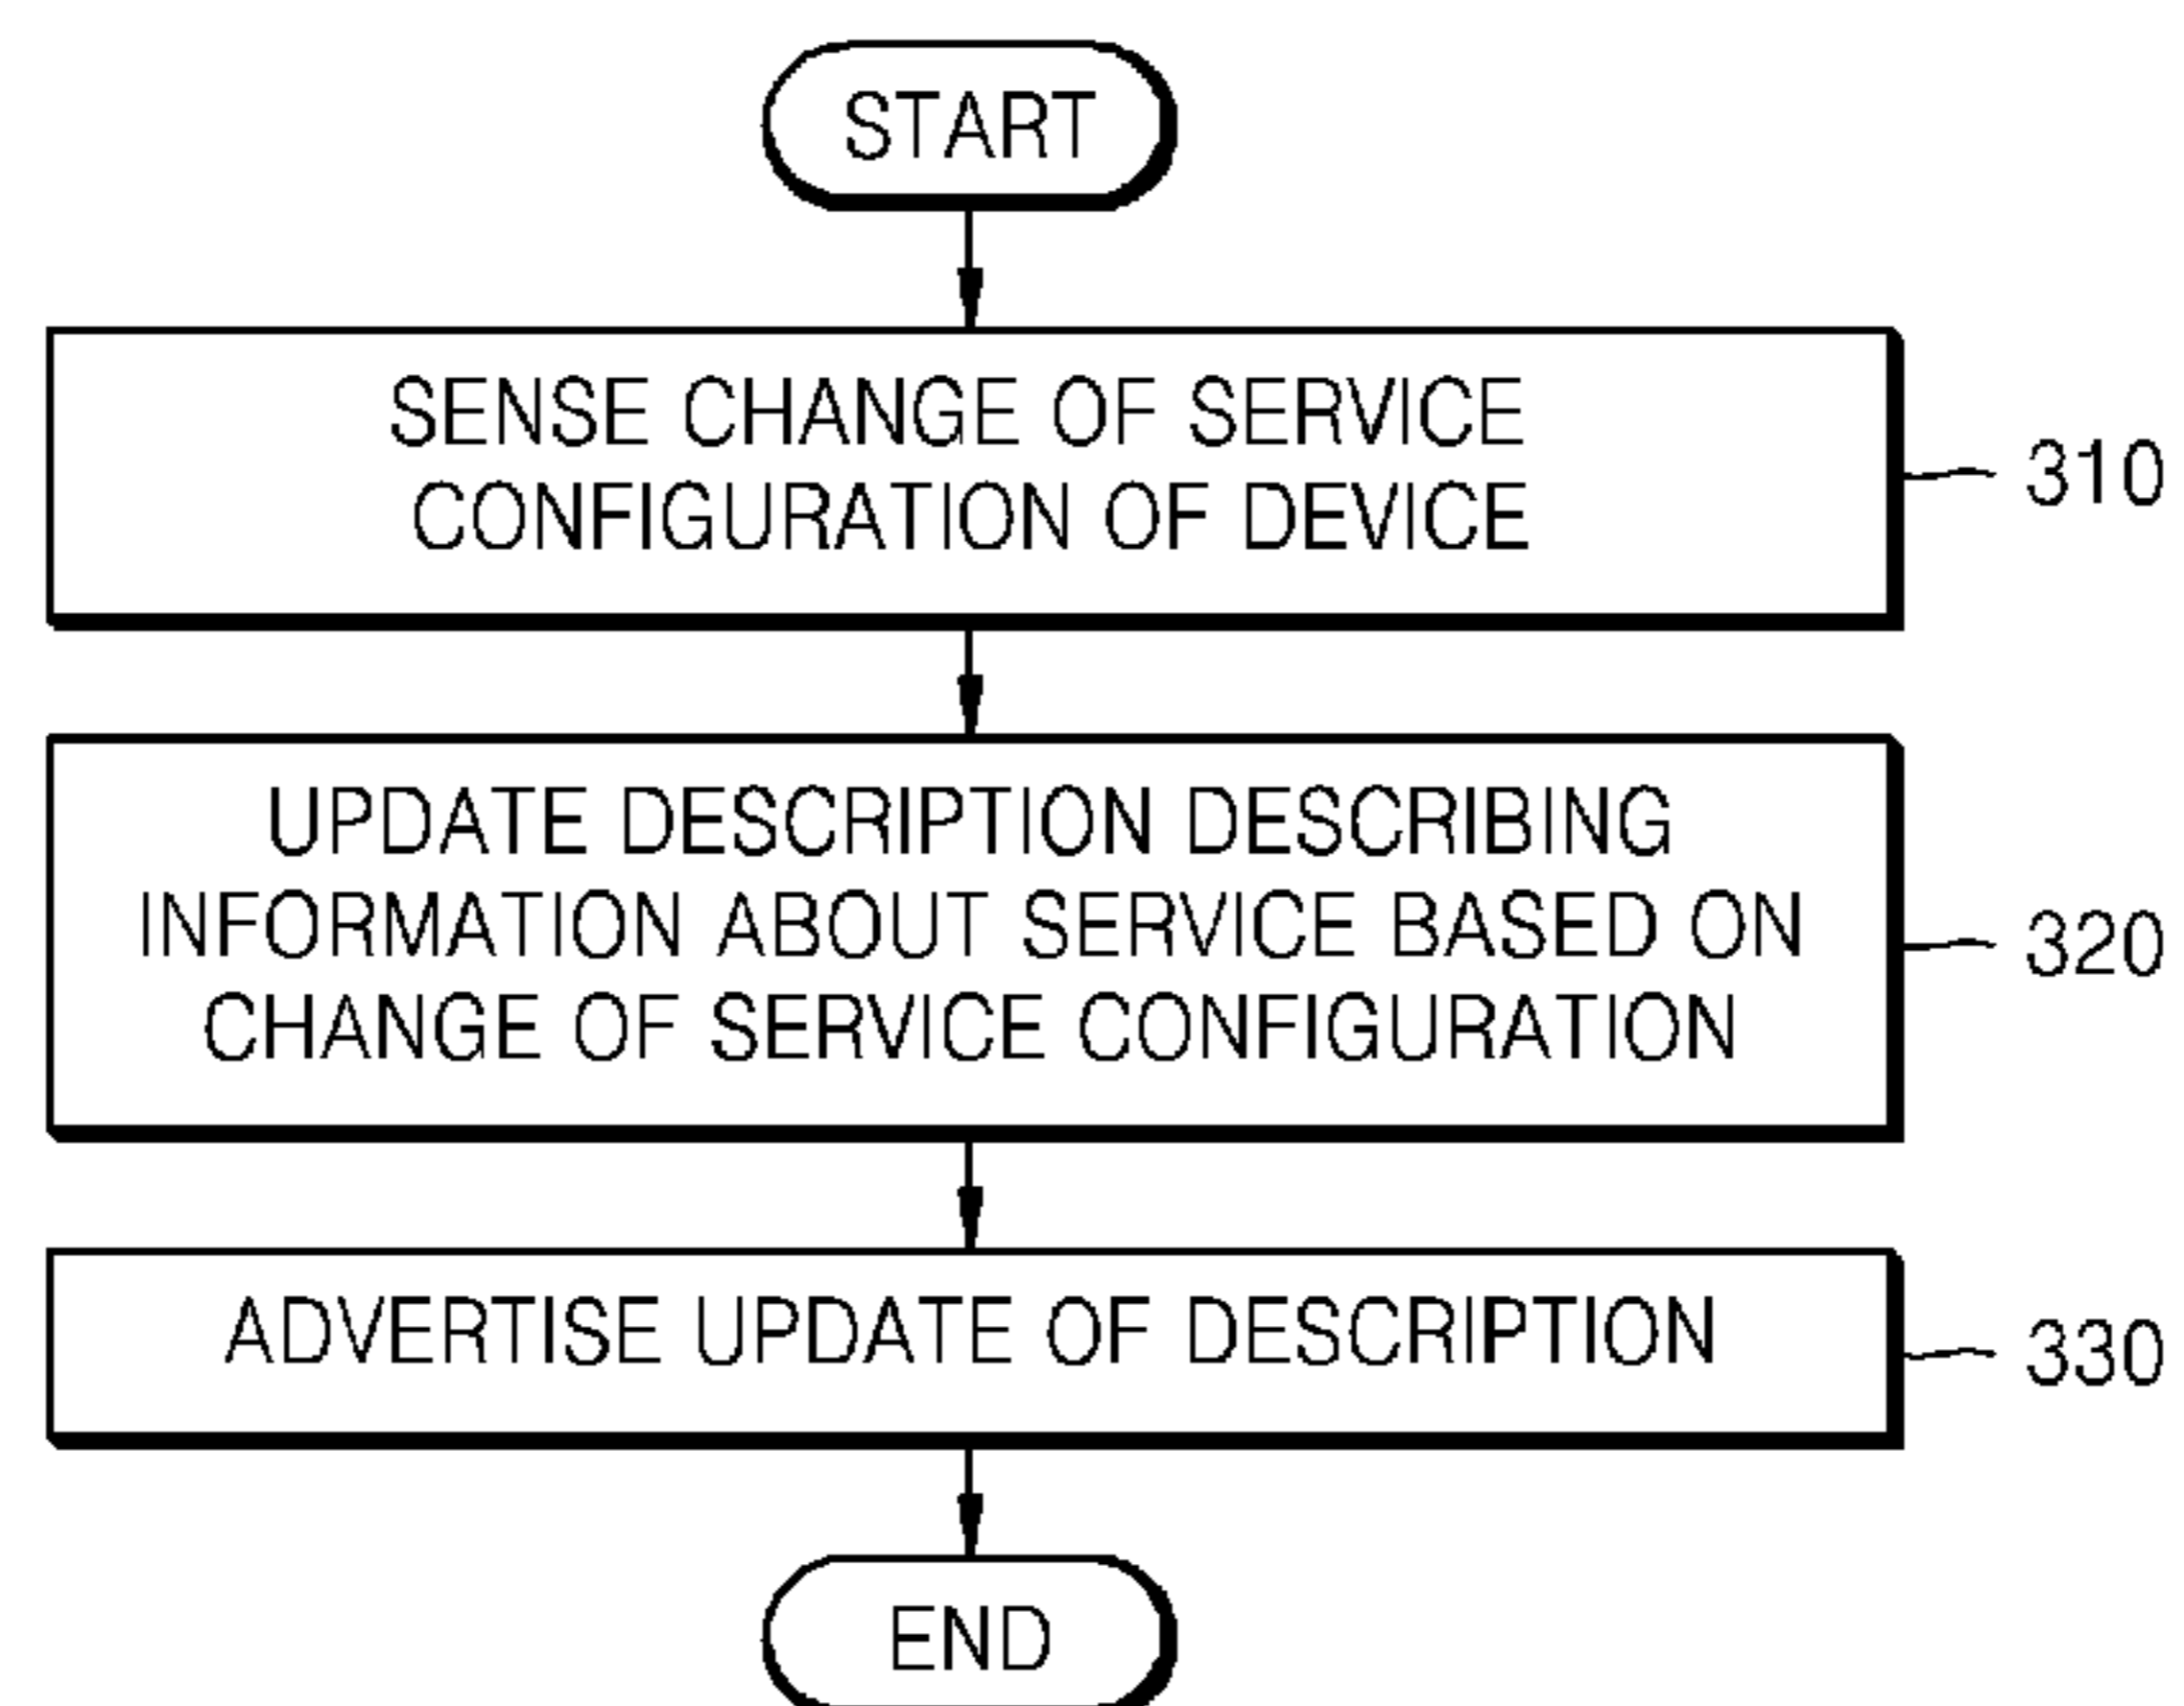 START
SENSE CHANGE OF SERVICE
CONFIGURATION OF DEVICE
310
UPDATE DESCRIPTION DESCRIBING
INFORMATION ABOUT SERVICE BASED ON
CHANGE OF SERVICE CONFIGURATION
320
ADVERTISE UPDATE OF DESCRIPTION
330
END